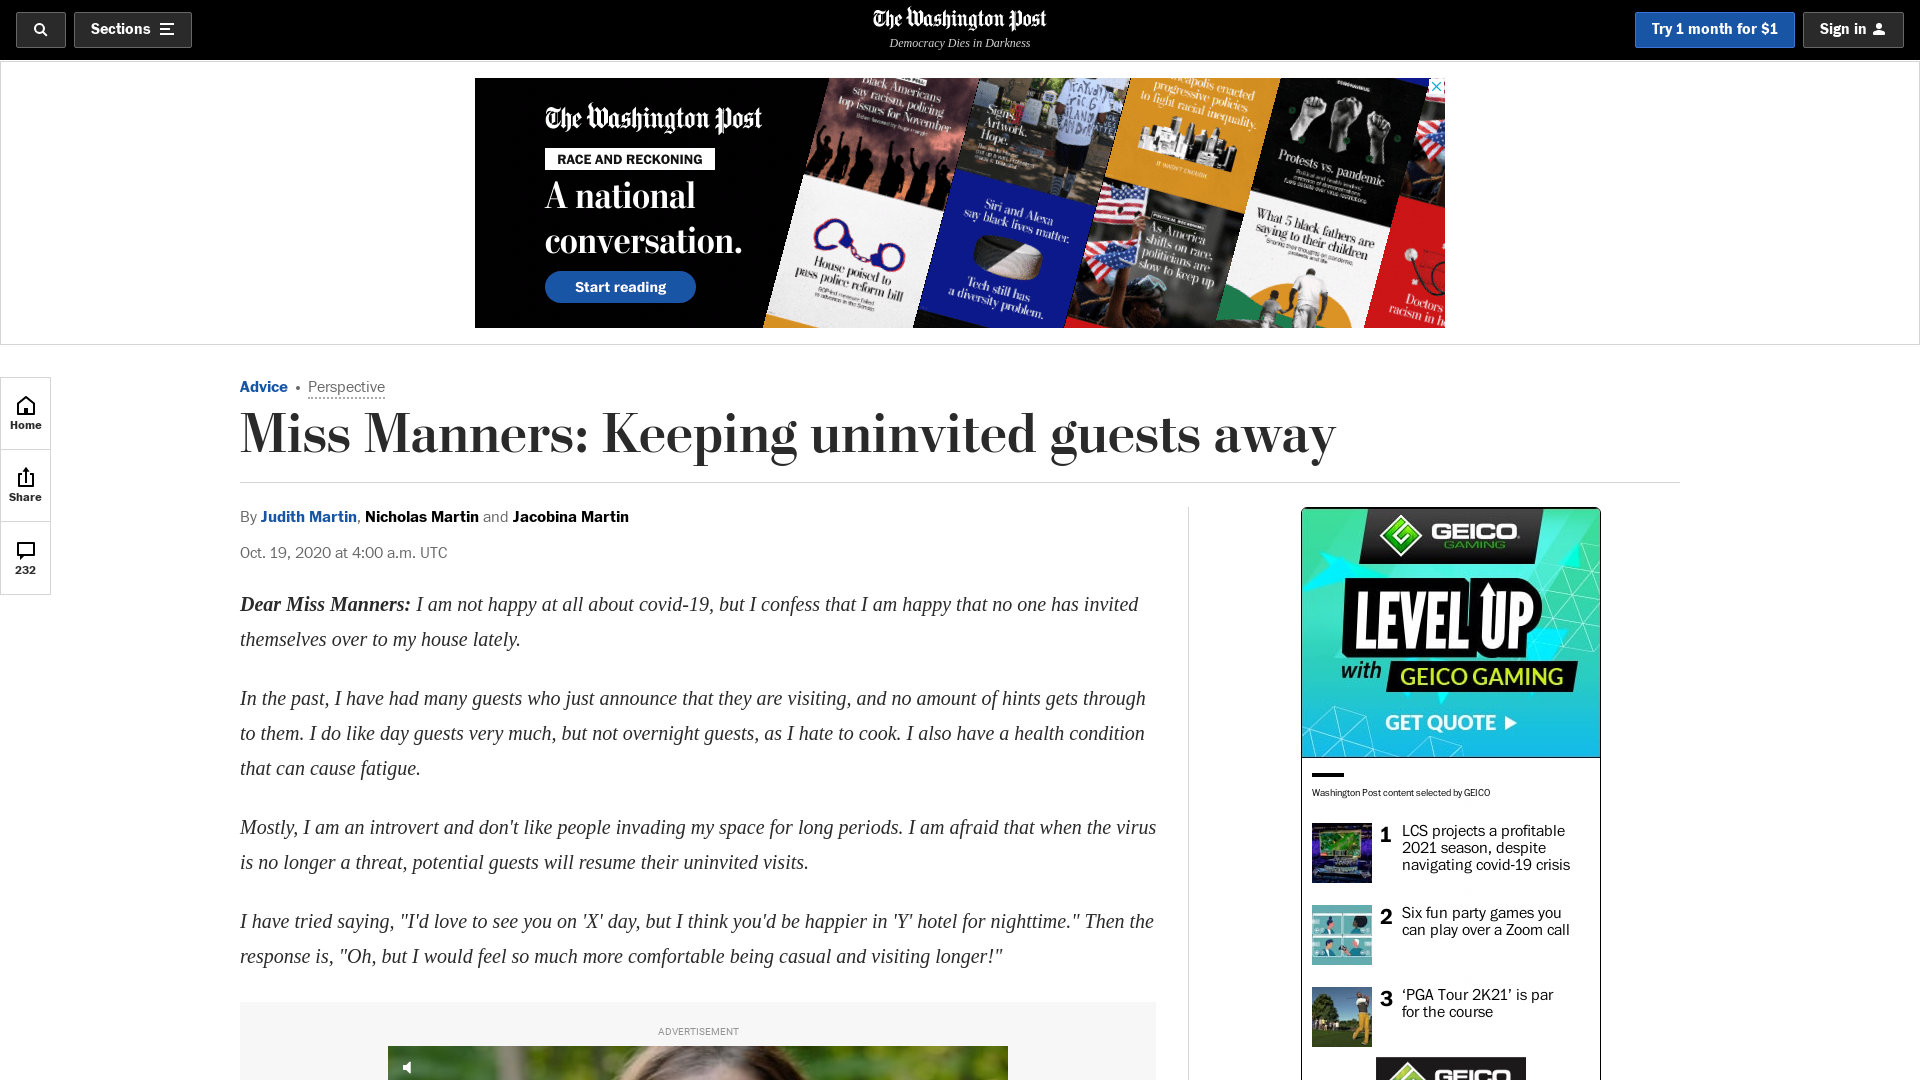 Sections
The Washington Post
Democracy Dies in Darkness
Try 1 month for $1
Sign in
The Washington Post
RACE AND RECKONING
A national
conversation.
Start reading
Black Americans
say racism, policing
top issues for November
Signs.
Artwork.
Hope.
progressive policies
to fight racial inequality.
IT WASN'T ENOUGH.
CORONAVIRUS
Protests vs. pandemic
House poised to
pass police reform bill
Siri and Alexa
say black lives matter.
Tech still has
a diversity problem.
As America
shifts on race,
politicians are
slow to keep up
What 5 black fathers are
saying to their children
Doctors
racism in
Home
Share
232
Advice • Perspective
Miss Manners: Keeping uninvited guests away
By Judith Martin, Nicholas Martin and Jacobina Martin
Oct. 19, 2020 at 4:00 a.m. UTC
Dear Miss Manners: I am not happy at all about covid-19, but I confess that I am happy that no one has invited
themselves over to my house lately.
In the past, I have had many guests who just announce that they are visiting, and no amount of hints gets through
to them. I do like day guests very much, but not overnight guests, as I hate to cook. I also have a health condition
that can cause fatigue.
Mostly, I am an introvert and don't like people invading my space for long periods. I am afraid that when the virus
is no longer a threat, potential guests will resume their uninvited visits.
I have tried saying, "I'd love to see you on 'X' day, but I think you'd be happier in 'Y' hotel for nighttime." Then the
response is, "Oh, but I would feel so much more comfortable being casual and visiting longer!"
ADVERTISEMENT
GEICO
GAMING
LEVEL UP
with GEICO GAMING
GET QUOTE
Washington Post content selected by GEICO
1 LCS projects a profitable
2021 season, despite
navigating covid-19 crisis
2 Six fun party games you
can play over a Zoom call
3 ‘PGA Tour 2K21’ is par
for the course
GEICO